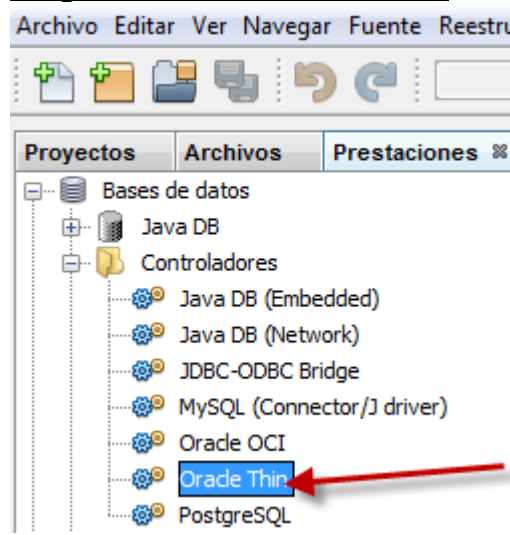 Archivo Editar Ver Navegar Fuente Reestru
Proyectos Archivos Prestaciones
Bases de datos
Java DB
Controladores
Java DB (Embedded)
Java DB (Network)
JDBC-ODBC Bridge
MySQL (Connector/J driver)
Oracle OCI
Oracle Thin
PostgreSQL